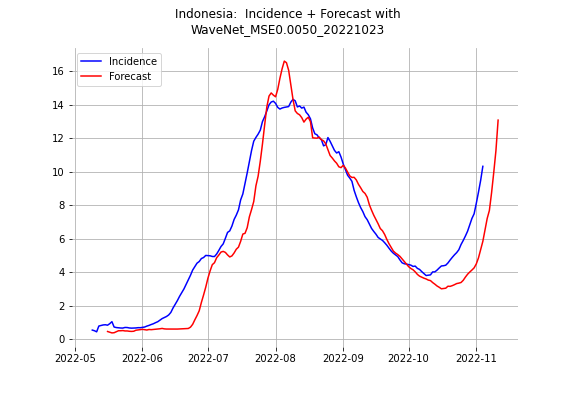 Indonesia:  Incidence + Forecast with
WaveNet_MSE0.0050_20221023
Incidence
Forecast
16
14
12
10
8
6
4
2
0
2022-05 2022-06 2022-07 2022-08 2022-09 2022-10 2022-11